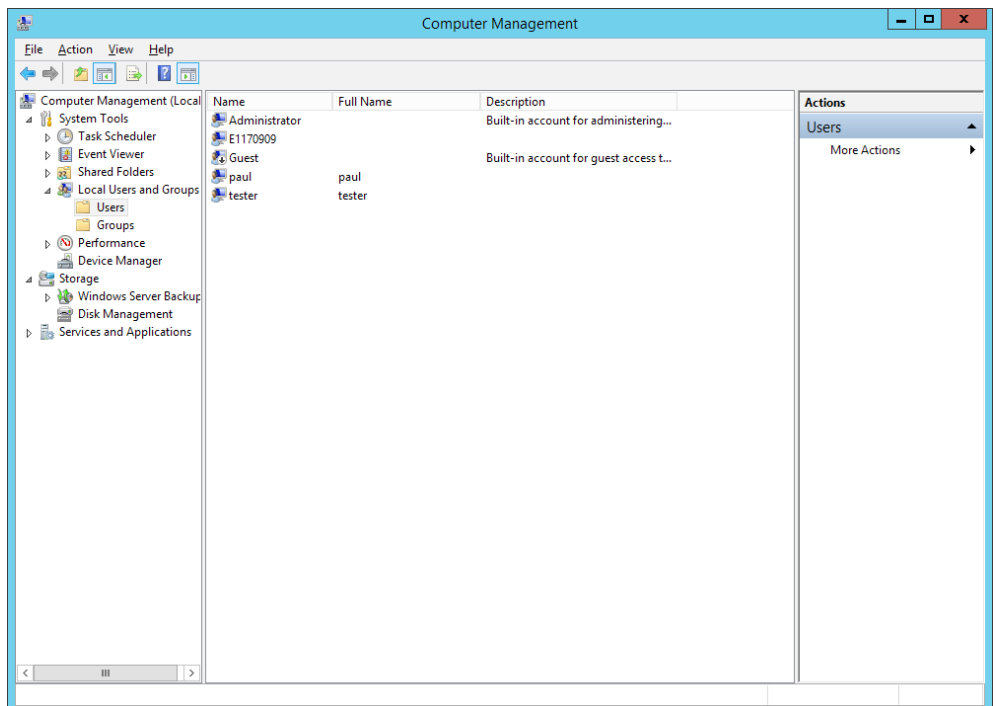 Computer Management
File Action View Help
Computer Management (Local
System Tools
Task Scheduler
Event Viewer
Shared Folders
Local Users and Groups
Users
Groups
Performance
Device Manager
Storage
Windows Server Backup
Disk Management
Services and Applications
Name Full Name Description
Administrator Built-in account for administering...
E1170909
Guest Built-in account for guest access t...
paul paul
tester tester
Actions
Users
More Actions